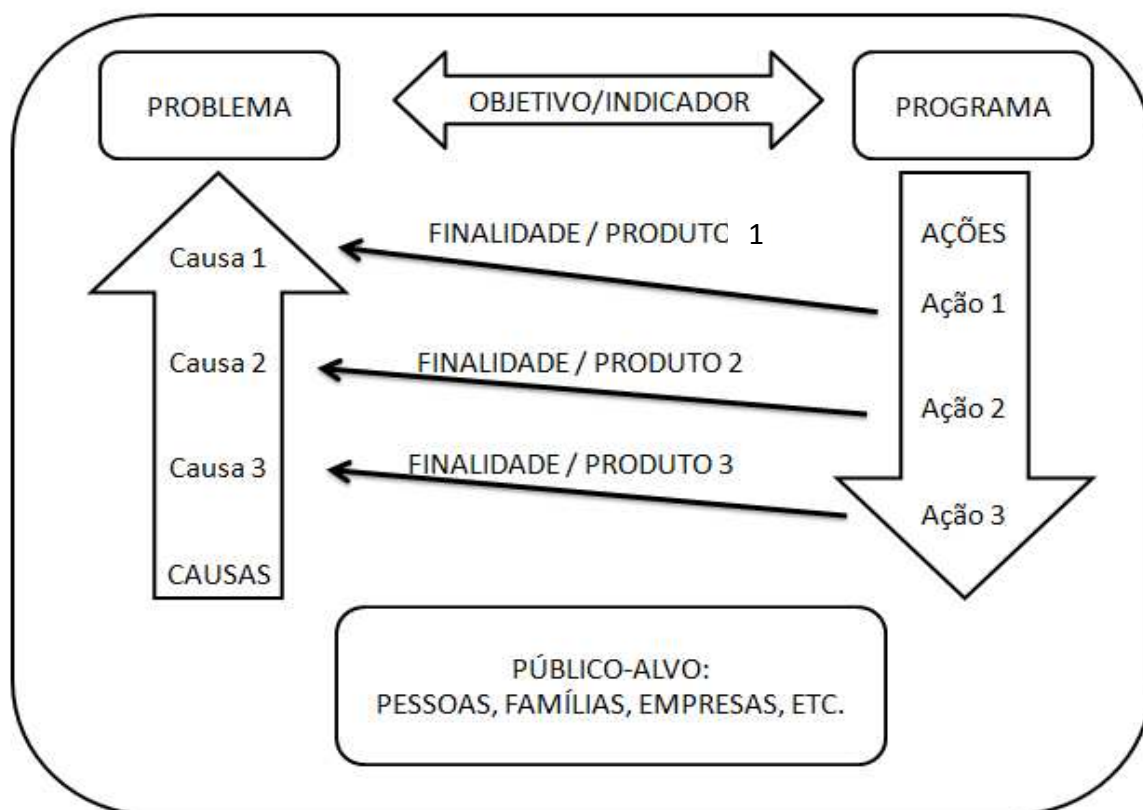 PROBLEMA
OBJETIVO/INDICADOR
PROGRAMA
FINALIDADE / PRODUTO 1
AÇÕES
Causa 1
Ação 1
Causa 2
FINALIDADE / PRODUTO 2
Ação 2
Causa 3
FINALIDADE / PRODUTO 3
Ação 3
CAUSAS
PÚBLICO-ALVO:
PESSOAS, FAMÍLIAS, EMPRESAS, ETC.